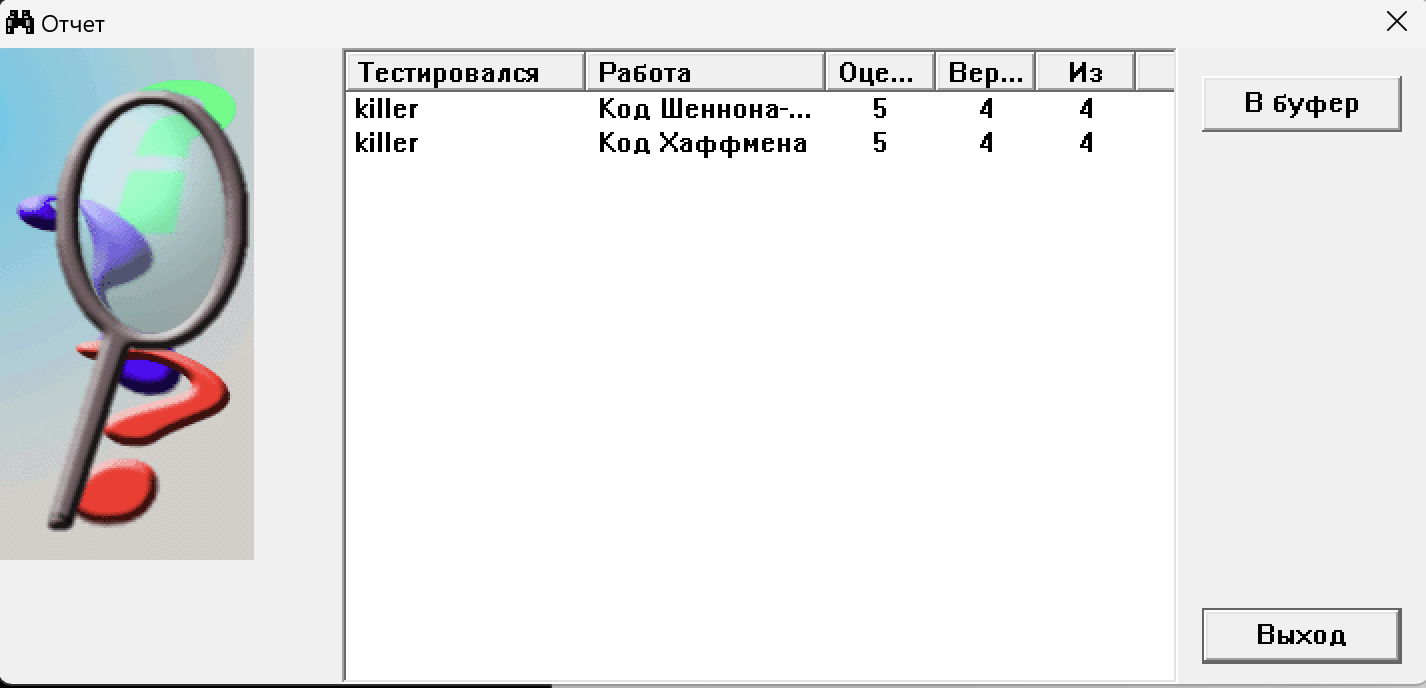 Отчет
Тестировался Работа Оце... Вер... Из
killer Код Шеннона-... 5 4 4
killer Код Хаффмена 5 4 4
В буфер
Выход